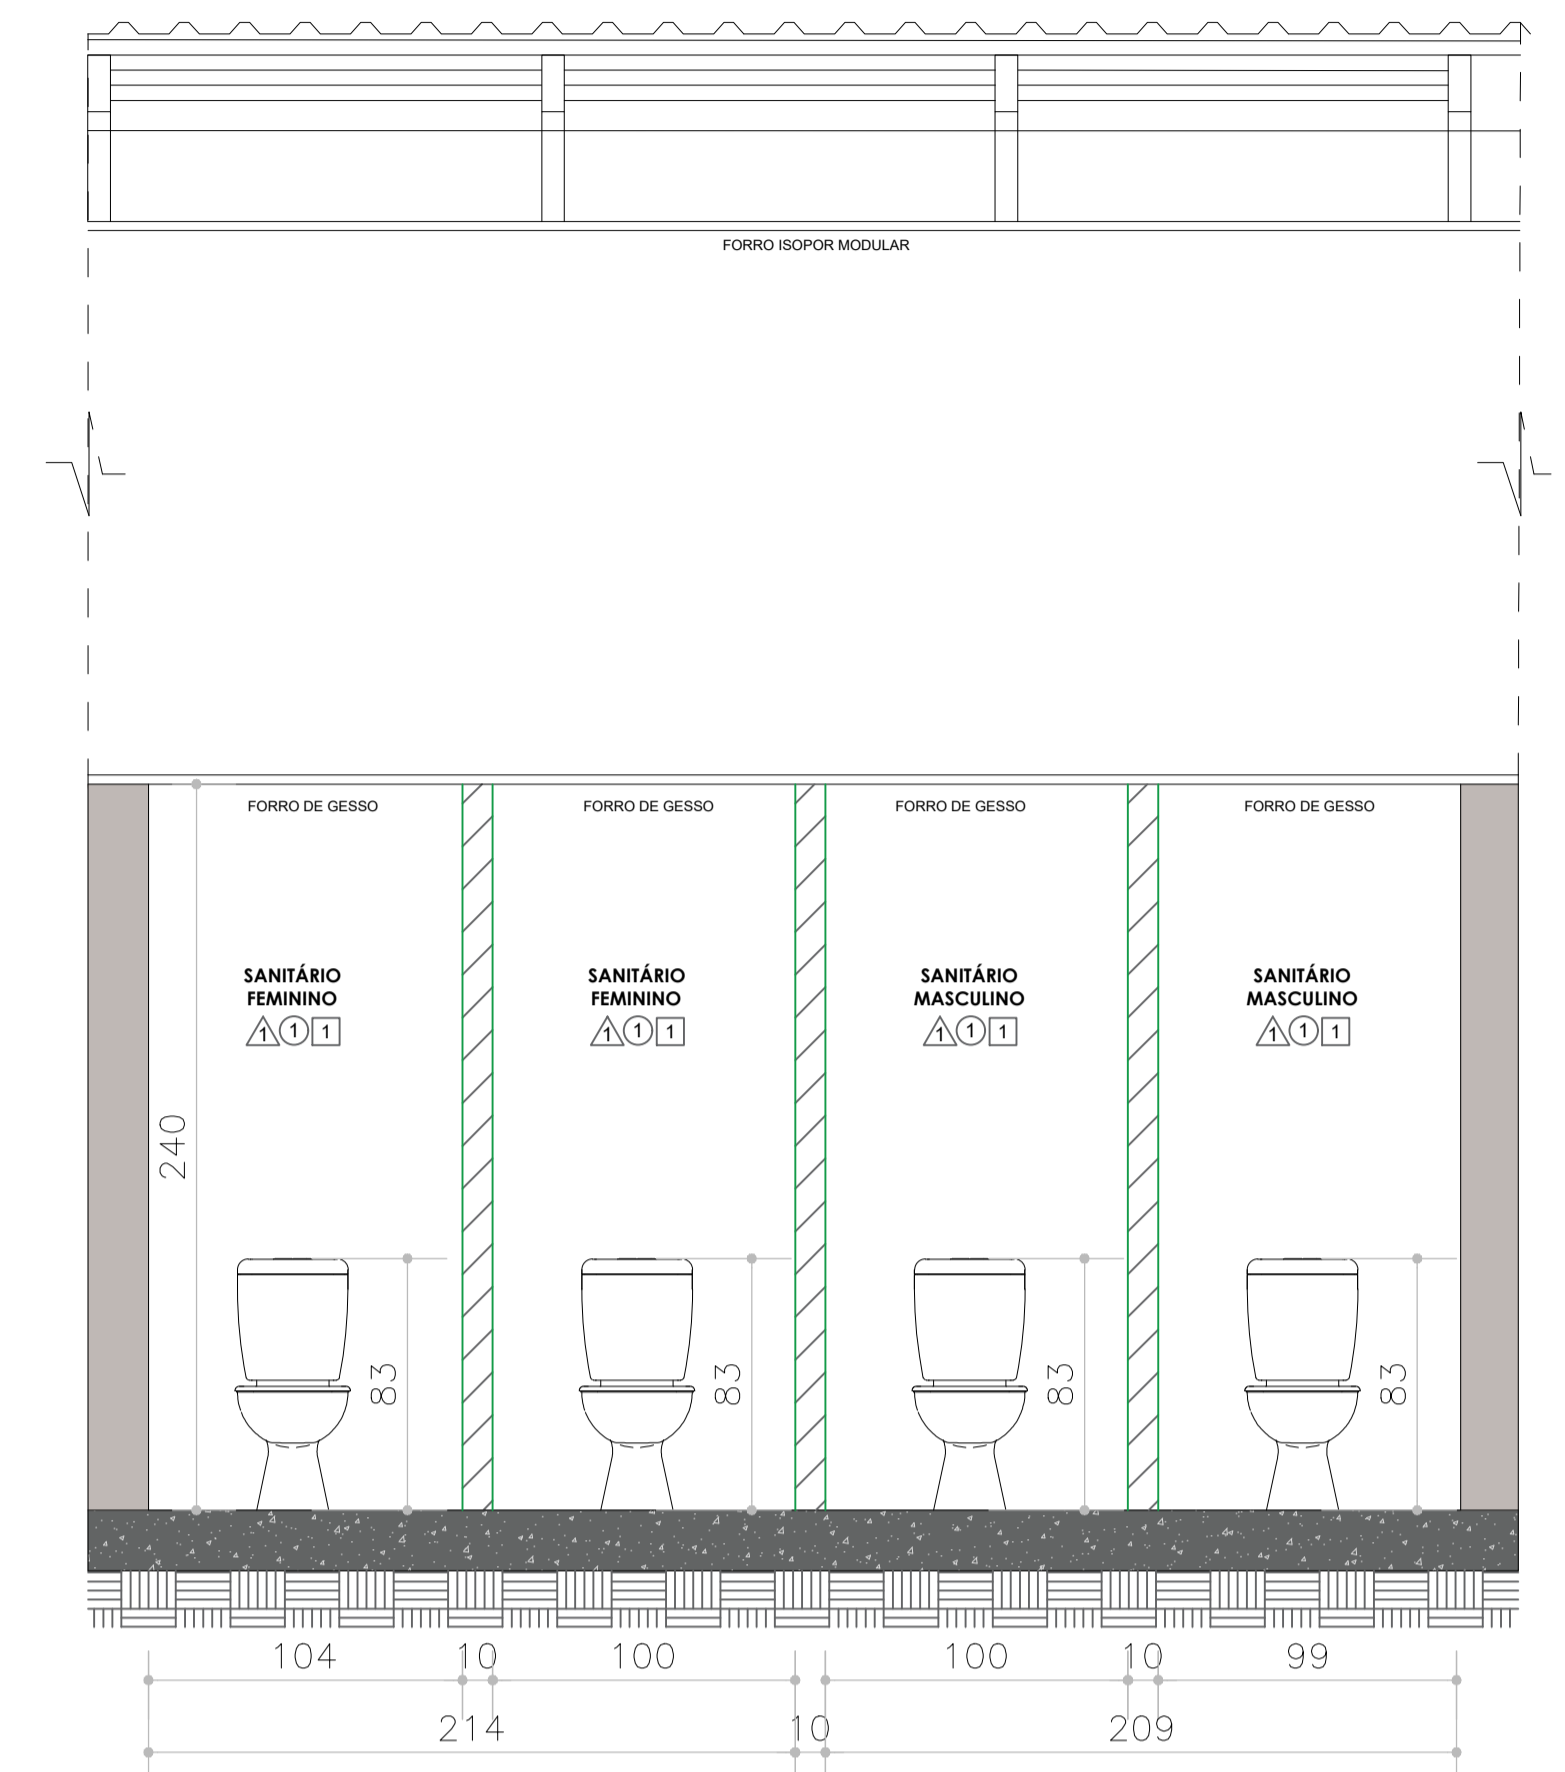 FORRO ISOPOR MODULAR
FORRO DE GESSO FORRO DE GESSO FORRO DE GESSO FORRO DE GESSO
SANITÁRIO FEMININO
1 1 1
SANITÁRIO FEMININO
1 1 1
SANITÁRIO MASCULINO
1 1 1
SANITÁRIO MASCULINO
1 1 1
240
83 83 83 83
104 10 100 100 10 99
214 10 209